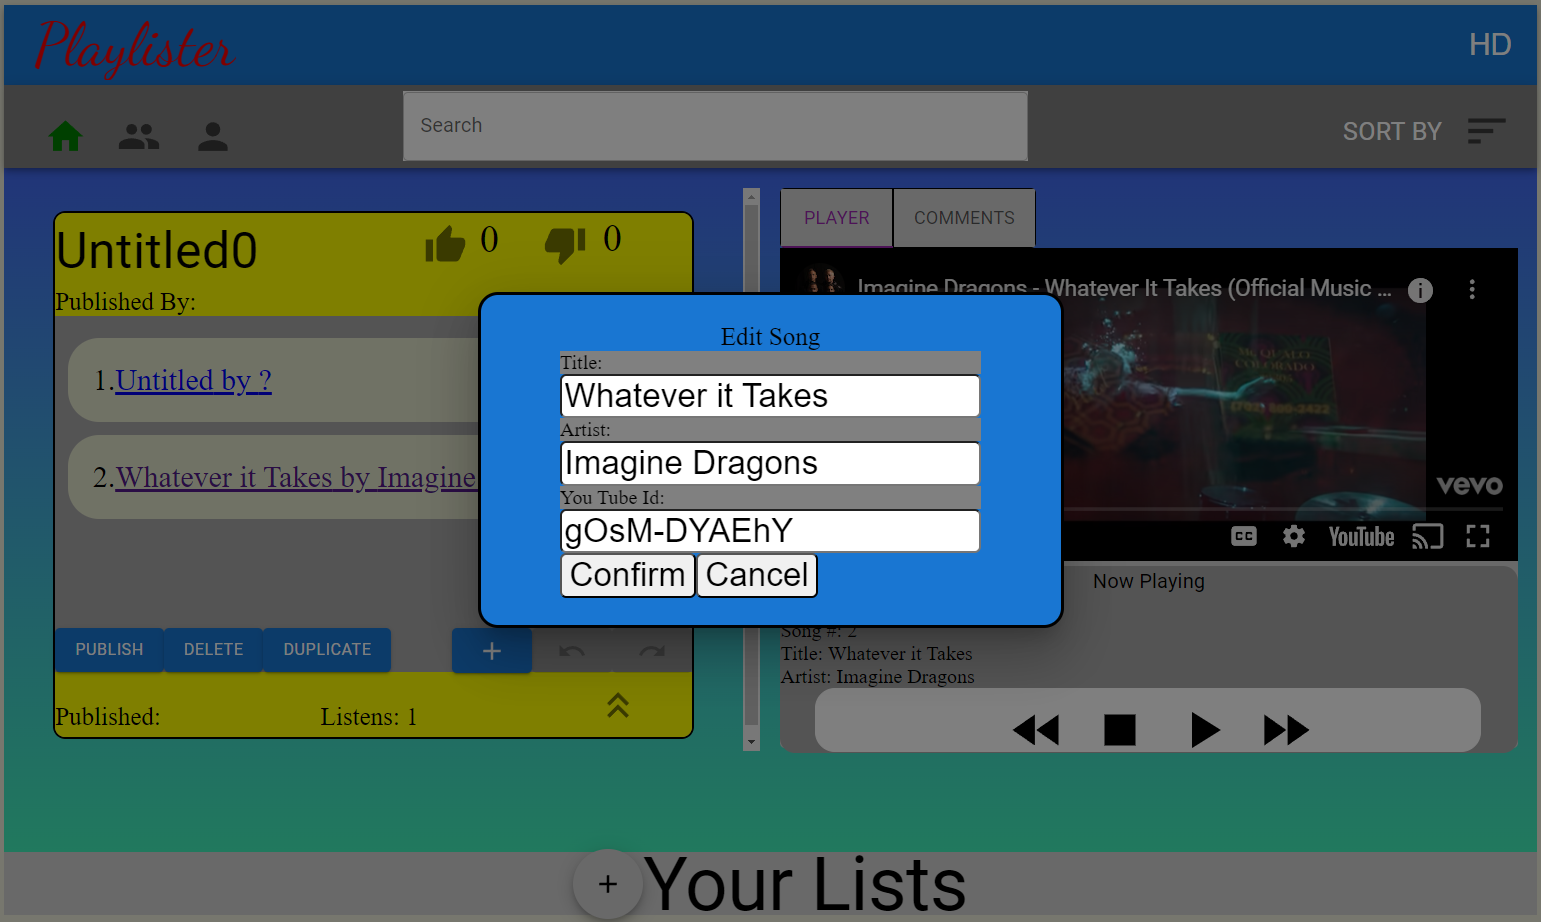 Playlister
HD
Search
SORT BY
Untitled0
0
0
Published By:
1.Untitled by ?
2.Whatever it Takes by Imagine
PUBLISH
DELETE
DUPLICATE
+
Published:
Listens: 1
PLAYER
COMMENTS
Imagine Dragons - Whatever It Takes (Official Music ...
vevo
CC
YouTube
Now Playing
Song #: 2
Title: Whatever it Takes
Artist: Imagine Dragons
Edit Song
Title:
Whatever it Takes
Artist:
Imagine Dragons
You Tube Id:
gOsM-DYAEhY
Confirm
Cancel
+
Your Lists